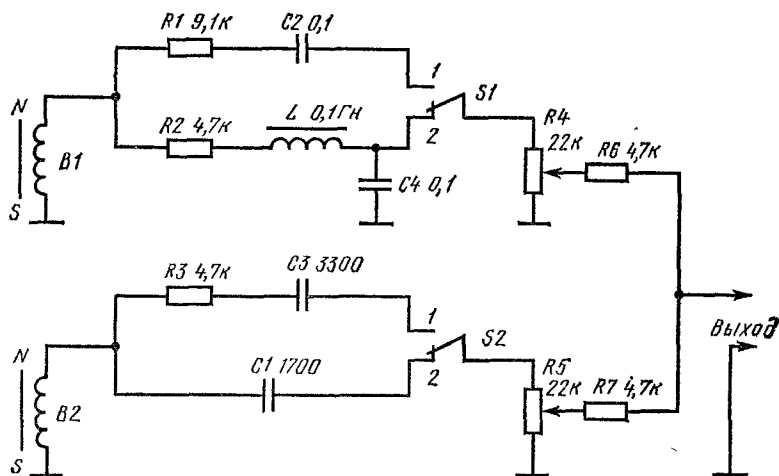 R1 9,1к
C2 0,1
1
S1
N
R2 4,7к
L 0,1Гн
2
R4
22к
R6 4,7к
B1
S
C4 0,1
R3 4,7к
C3 3300
1
S2
Выход
N
C1 1700
2
R5
22к
R7 4,7к
B2
S